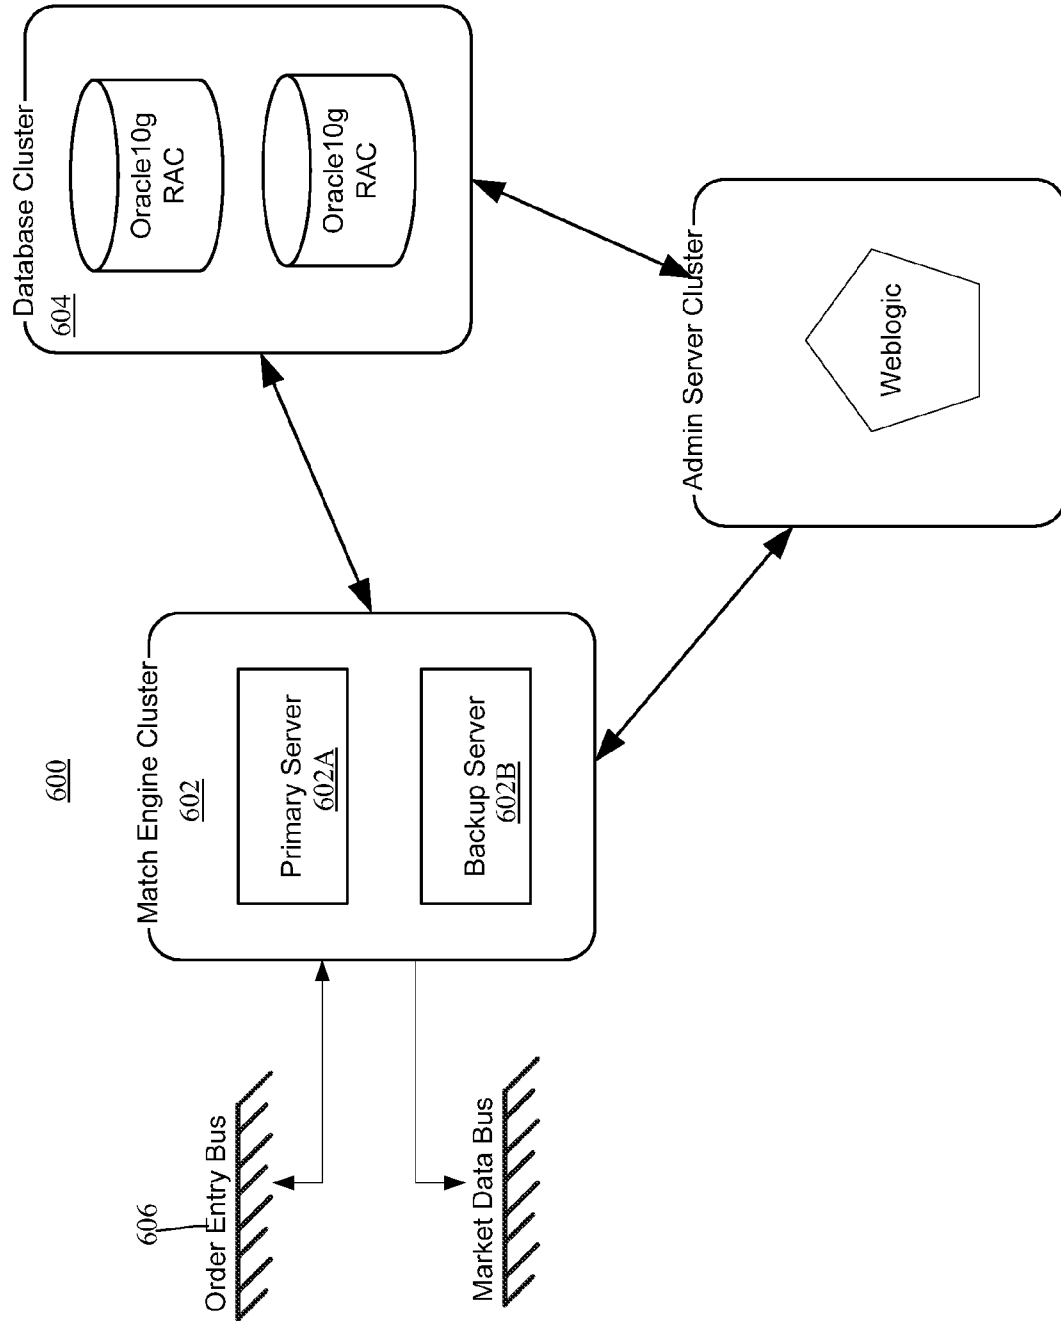 600
606
Order Entry Bus
Market Data Bus
Match Engine Cluster
602
Primary Server
602A
Backup Server
602B
Database Cluster
604
Oracle10g
RAC
Oracle10g
RAC
Admin Server Cluster
Weblogic